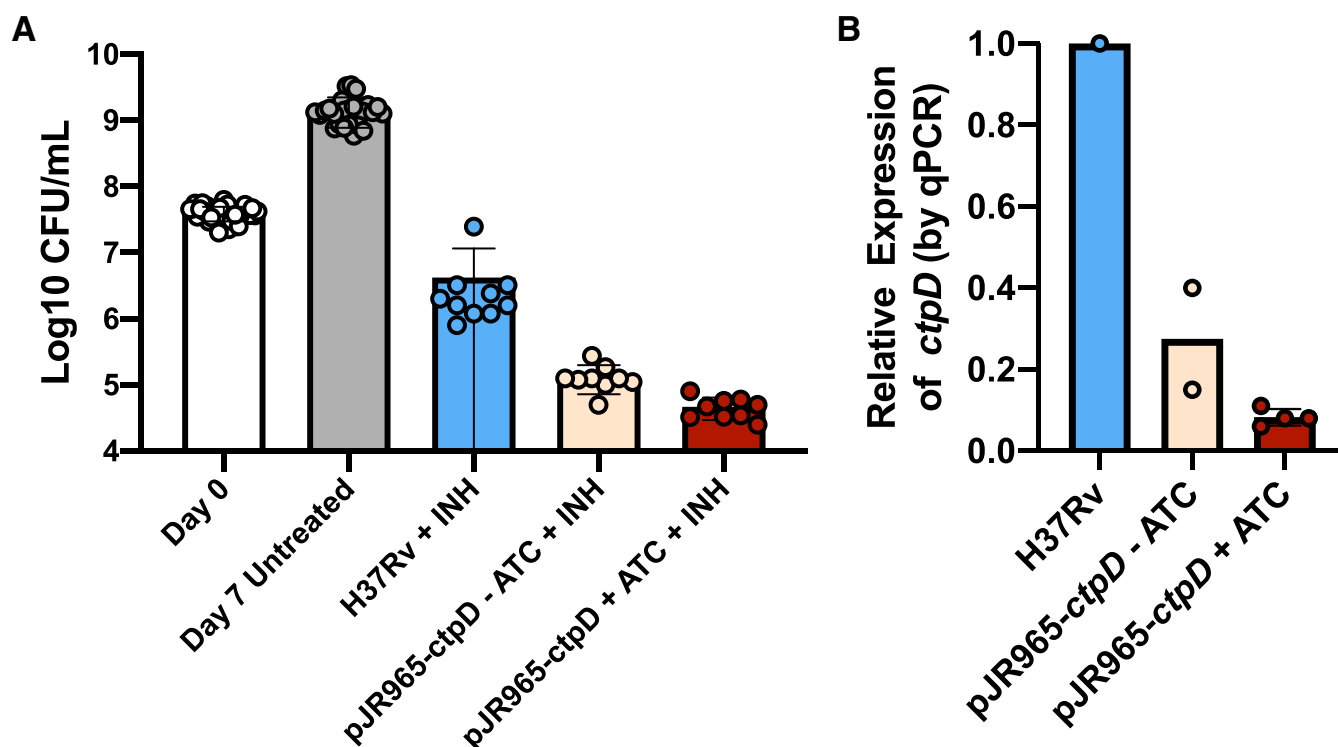 A
Log10 CFU/mL
10
9
8
7
6
5
4
Day 0
Day 7 Untreated
H37Rv + INH
pJR965-ctpD - ATC + INH
pJR965-ctpD + ATC + INH
B
Relative Expression
of ctpD (by qPCR)
1.0
0.8
0.6
0.4
0.2
0.0
H37Rv
pJR965-ctpD - ATC
pJR965-ctpD + ATC